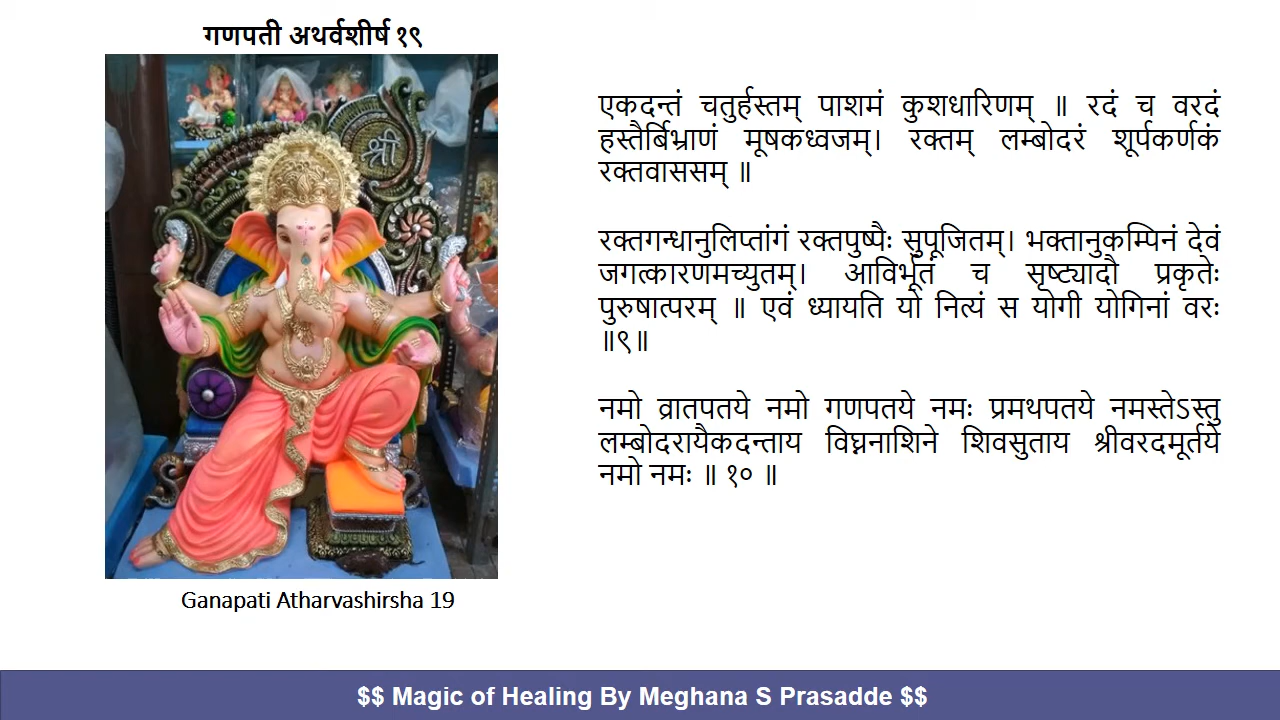 गणपती अथर्वशीर्ष १९
श्री
Ganapati Atharvashirsha 19
एकदन्तं चतुर्हस्तम् पाशमं कुशधारिणम् ॥ रदं च वरदं
हस्तैर्बिभ्राणं मूषकध्वजम्। रक्तम् लम्बोदरं शूर्पकर्णकं
रक्तवाससम् ॥
रक्तगन्धानुलिप्तांगं रक्तपुष्पैः सुपूजितम्। भक्तानुकम्पिनं देवं
जगत्कारणमच्युतम्। आविर्भूतं च सृष्ट्यादौ प्रकृतेः
पुरुषात्परम् ॥ एवं ध्यायति यो नित्यं स योगी योगिनां वरः
॥९॥
नमो व्रातपतये नमो गणपतये नमः प्रमथपतये नमस्तेऽस्तु
लम्बोदरायैकदन्ताय विघ्ननाशिने शिवसुताय श्रीवरदमूर्तये
नमो नमः ॥ १० ॥
$$ Magic of Healing By Meghana S Prasadde $$